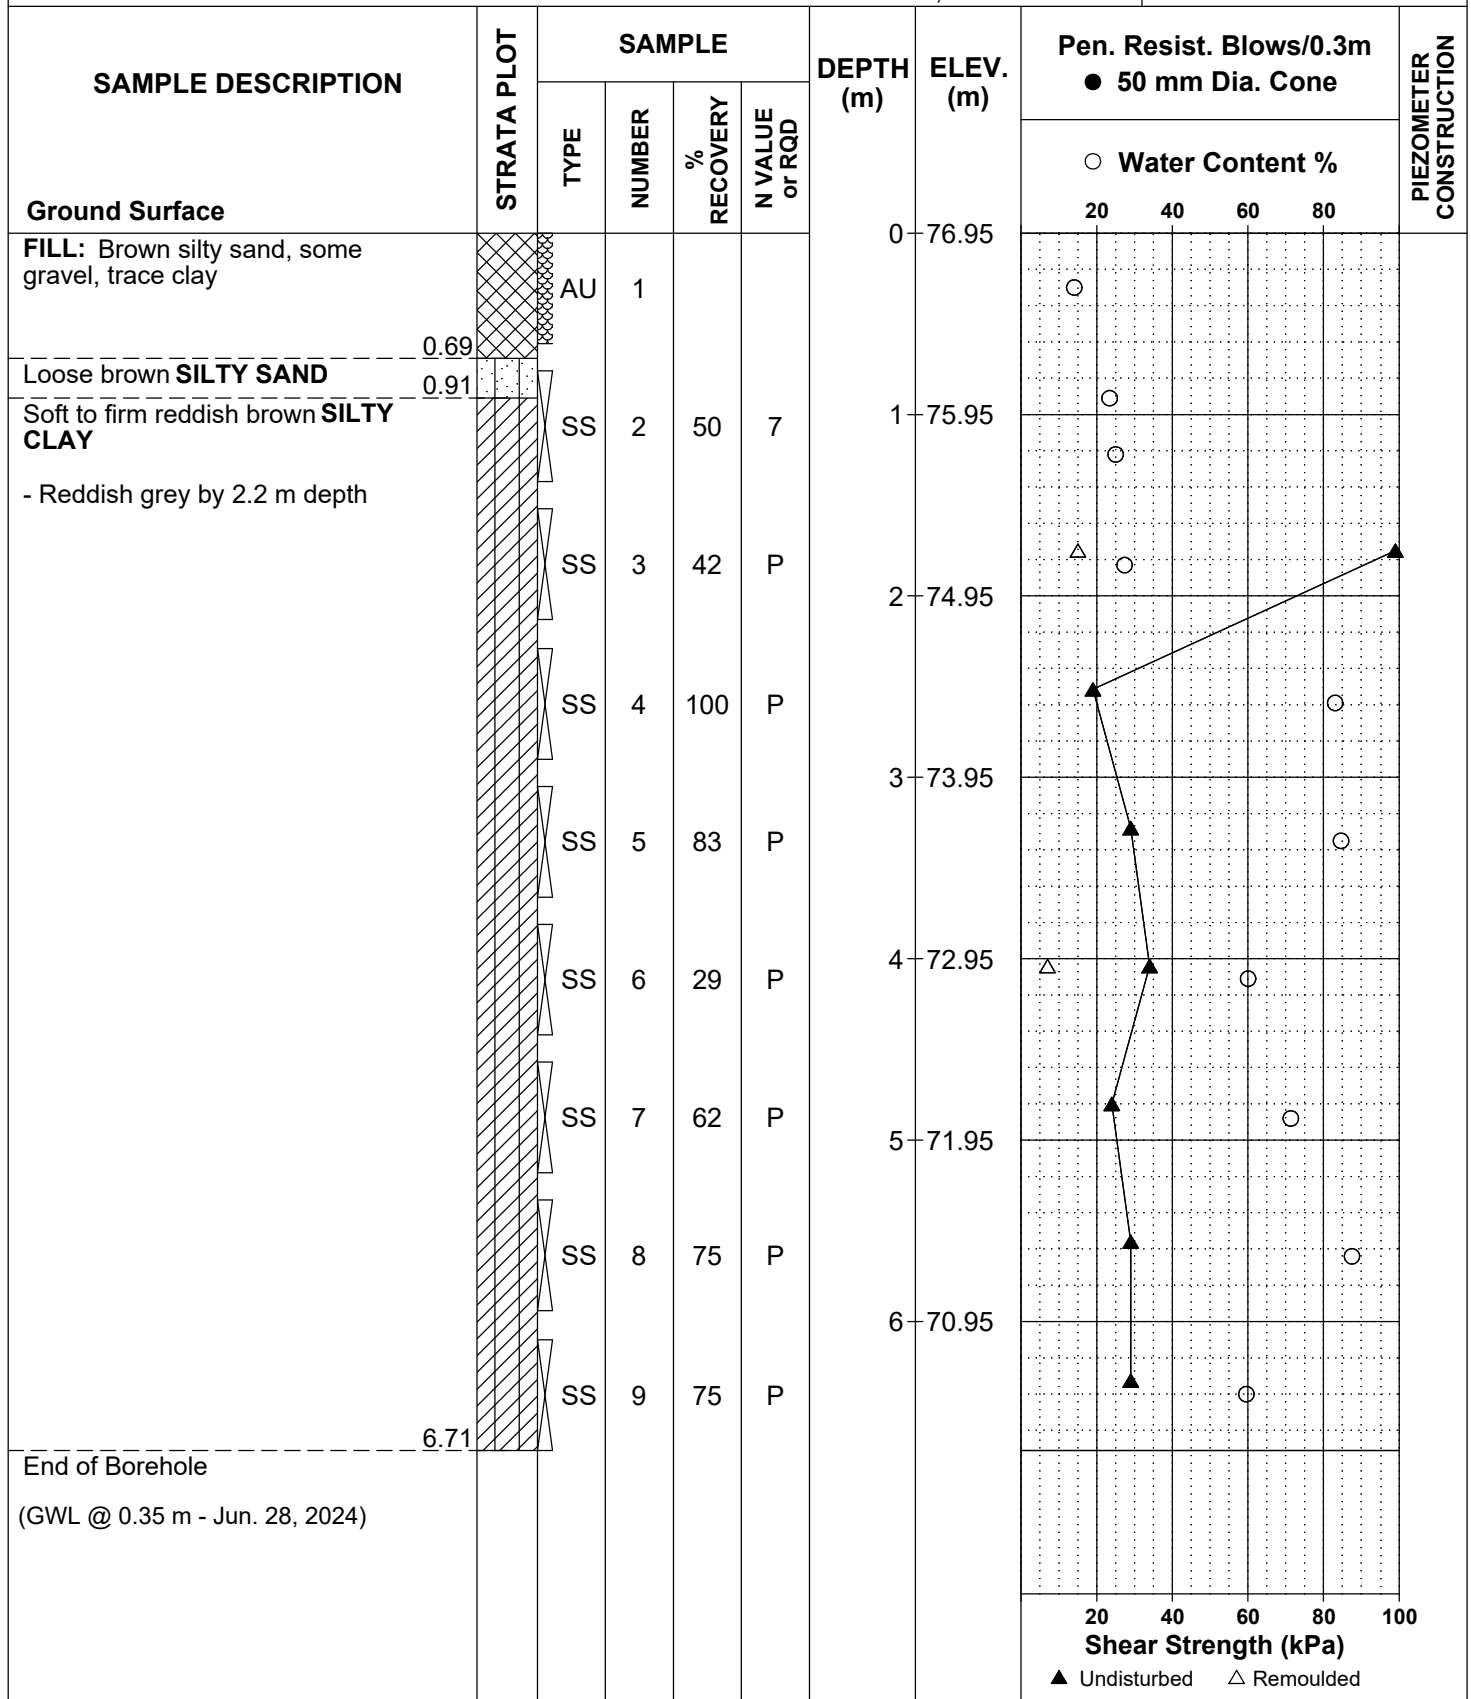 SAMPLE DESCRIPTION
STRATA PLOT
SAMPLE
TYPE
NUMBER
%
RECOVERY
N VALUE
or RQD
DEPTH
(m)
ELEV.
(m)
Pen. Resist. Blows/0.3m
● 50 mm Dia. Cone
○ Water Content %
PIEZOMETER
CONSTRUCTION
Ground Surface
20 40 60 80
0 76.95
FILL: Brown silty sand, some
gravel, trace clay
AU 1
0.69
Loose brown SILTY SAND 0.91
Soft to firm reddish brown SILTY
CLAY
1 75.95
SS 2 50 7
- Reddish grey by 2.2 m depth
SS 3 42 P
2 74.95
SS 4 100 P
3 73.95
SS 5 83 P
4 72.95
SS 6 29 P
SS 7 62 P
5 71.95
SS 8 75 P
6 70.95
SS 9 75 P
6.71
End of Borehole
(GWL @ 0.35 m - Jun. 28, 2024)
20 40 60 80 100
Shear Strength (kPa)
▲ Undisturbed △ Remoulded